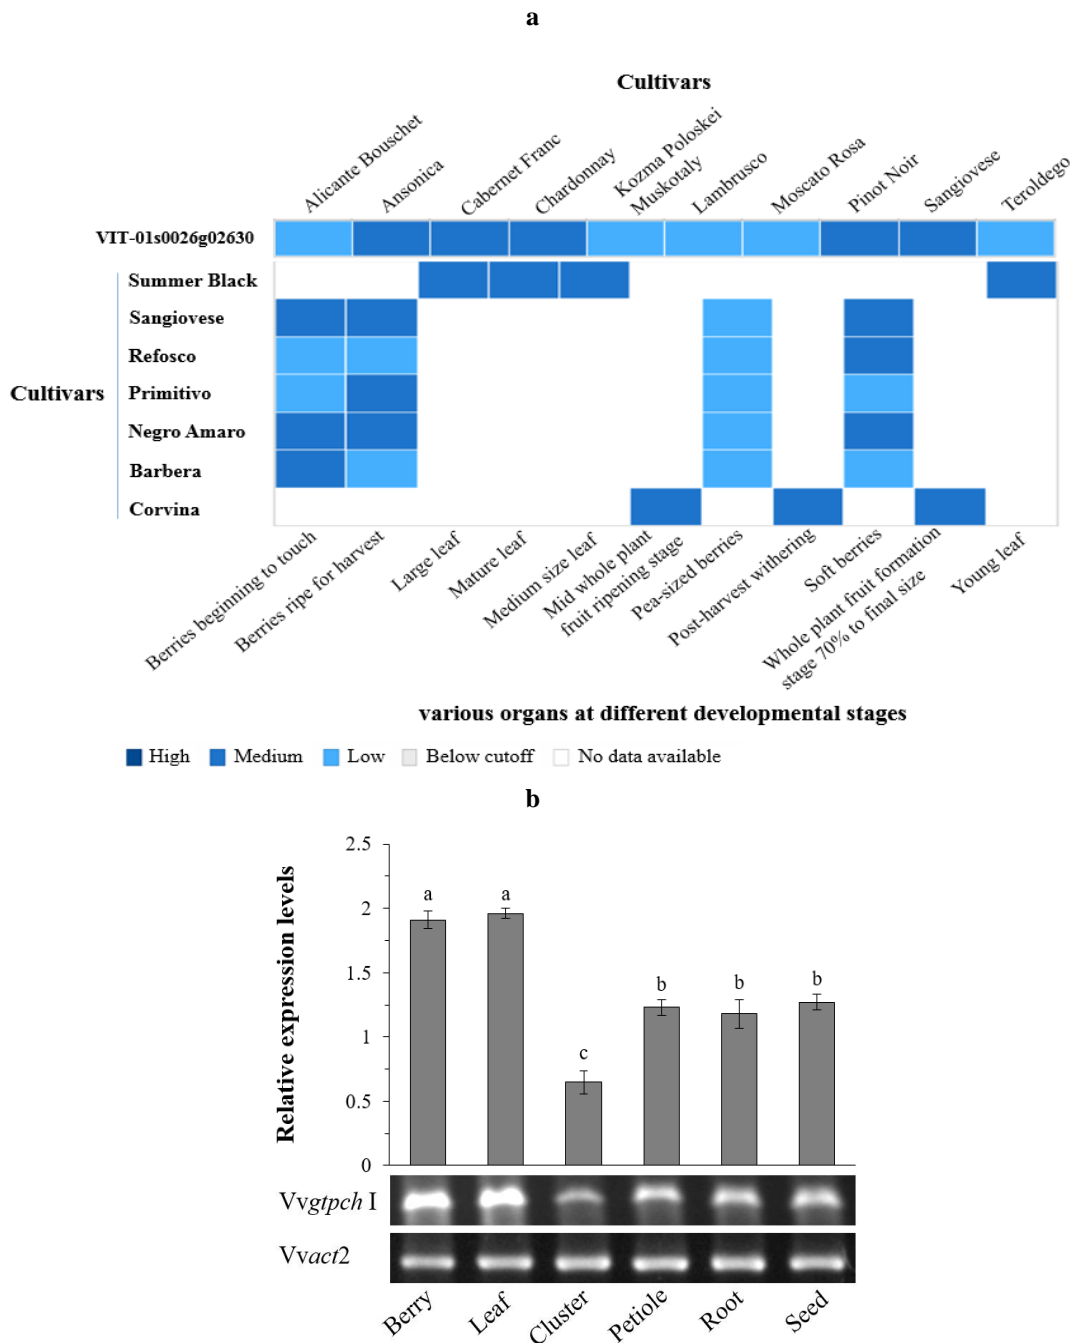 a
Cultivars
Alicante Bouschet
Ansonica
Cabernet Franc
Chardonnay
Kozma Poloskei
Muskotaly
Lambrusco
Moscato Rosa
Pinot Noir
Sangiovese
Teroldego
VIT-01s0026g02630
Summer Black
Sangiovese
Refosco
Cultivars
Primitivo
Negro Amaro
Barbera
Corvina
Berries beginning to touch
Berries ripe for harvest
Large leaf
Mature leaf
Medium size leaf
Mid whole plant
fruit ripening stage
Pea-sized berries
Post-harvest withering
Soft berries
Whole plant fruit formation
stage 70% to final size
Young leaf
various organs at different developmental stages
High Medium Low Below cutoff No data available
b
Relative expression levels
2.5
2
1.5
1
0.5
0
a
a
c
b
b
b
Vvgtpch I
Vvact2
Berry
Leaf
Cluster
Petiole
Root
Seed